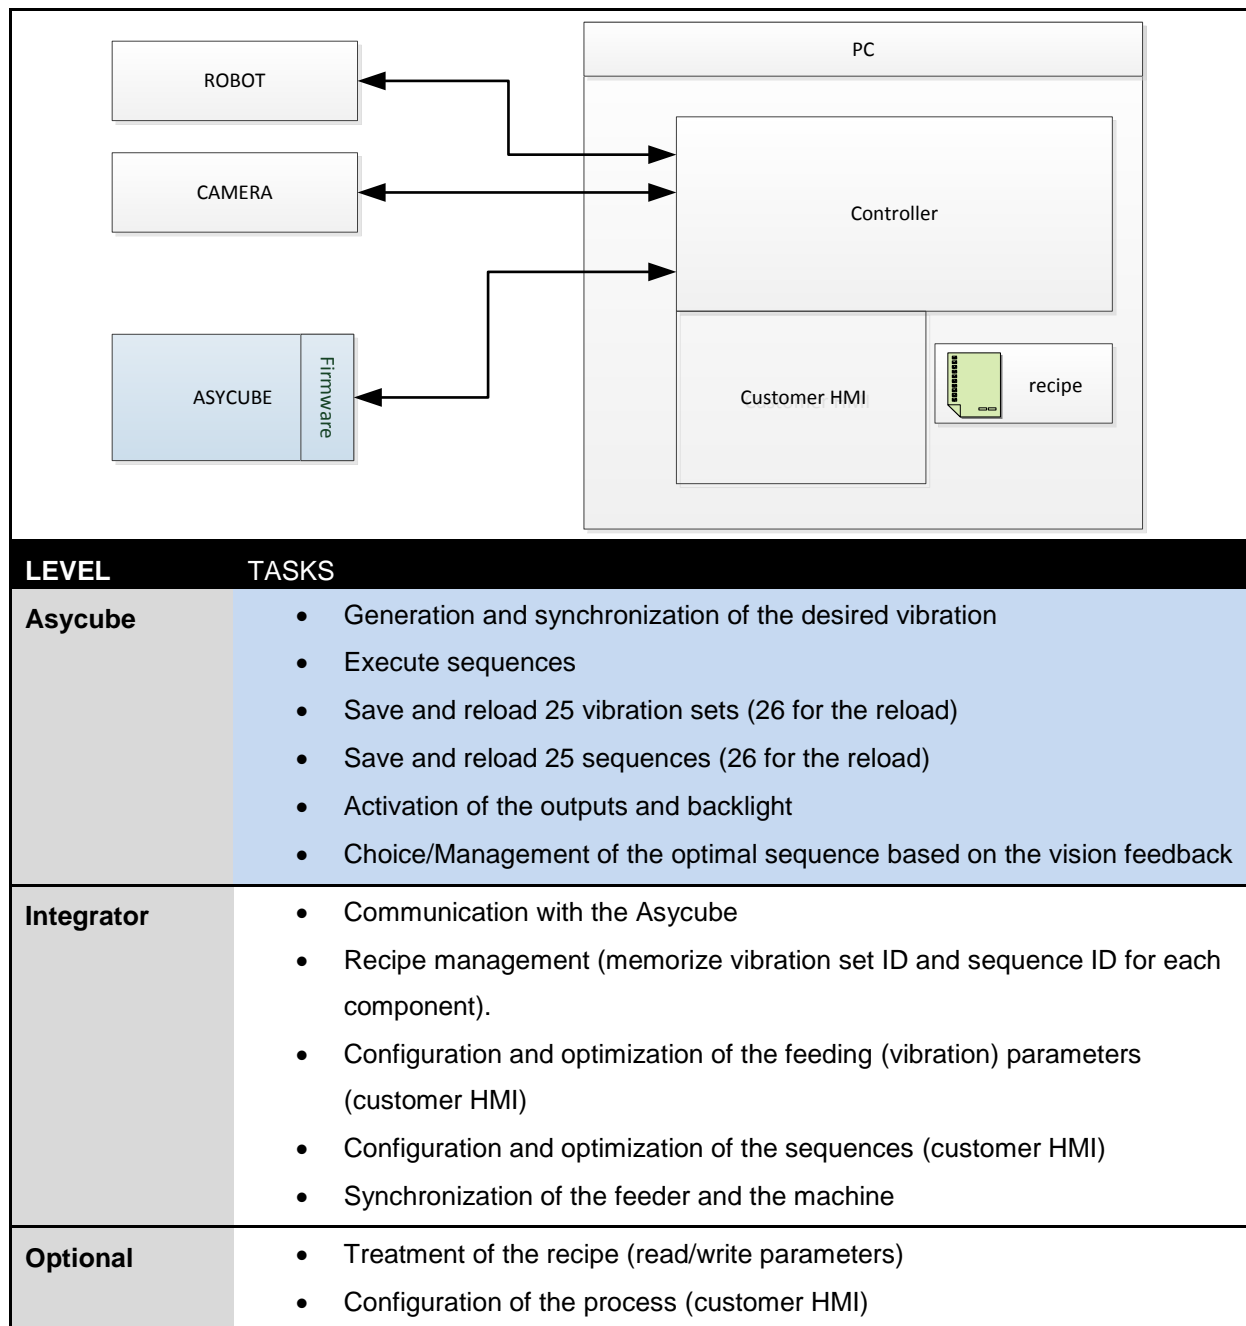 PC
ROBOT
CAMERA
Controller
ASYCUBE
Firmware
Customer HMI
recipe
LEVEL TASKS
Asycube
• Generation and synchronization of the desired vibration
• Execute sequences
• Save and reload 25 vibration sets (26 for the reload)
• Save and reload 25 sequences (26 for the reload)
• Activation of the outputs and backlight
• Choice/Management of the optimal sequence based on the vision feedback
Integrator
• Communication with the Asycube
• Recipe management (memorize vibration set ID and sequence ID for each
component).
• Configuration and optimization of the feeding (vibration) parameters
(customer HMI)
• Configuration and optimization of the sequences (customer HMI)
• Synchronization of the feeder and the machine
Optional
• Treatment of the recipe (read/write parameters)
• Configuration of the process (customer HMI)